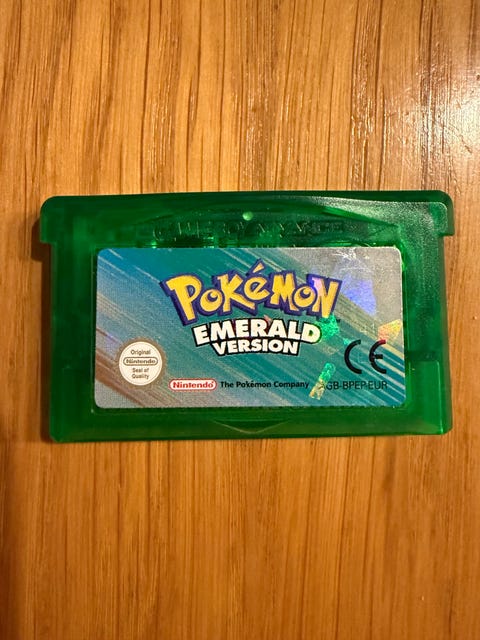 GAME BOY ADVANCE
POKéMON
EMERALD
VERSION
Original
Nintendo
Seal of
Quality
Nintendo The Pokémon Company AGB-BPEP-EUR
CE